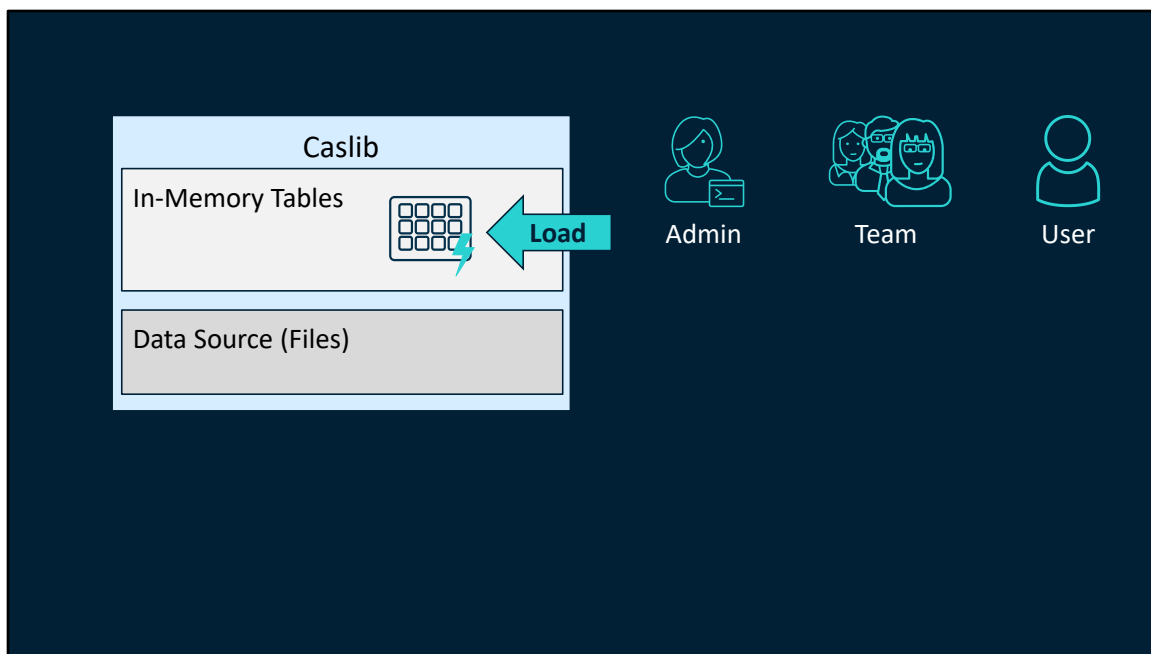 Caslib
In-Memory Tables
Load
Data Source (Files)
Admin
Team
User